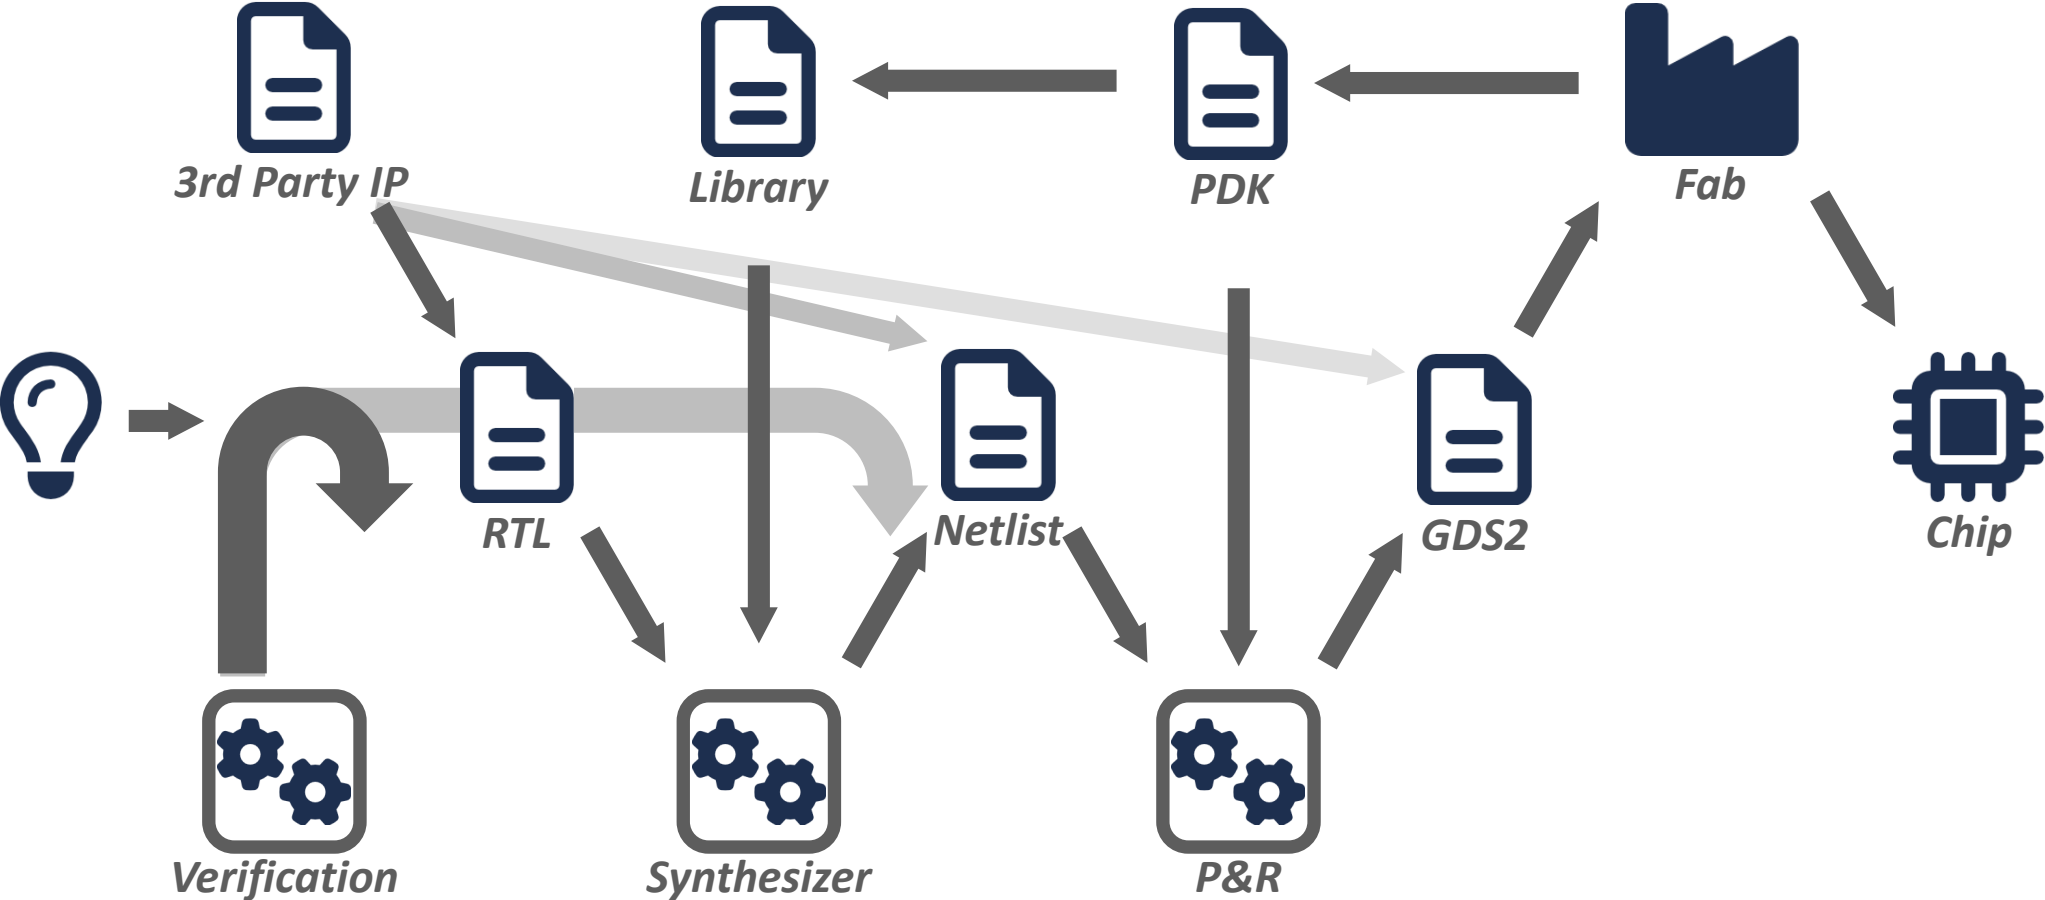 3rd Party IP
Library
PDK
Fab
RTL
Netlist
GDS2
Chip
Verification
Synthesizer
P&R